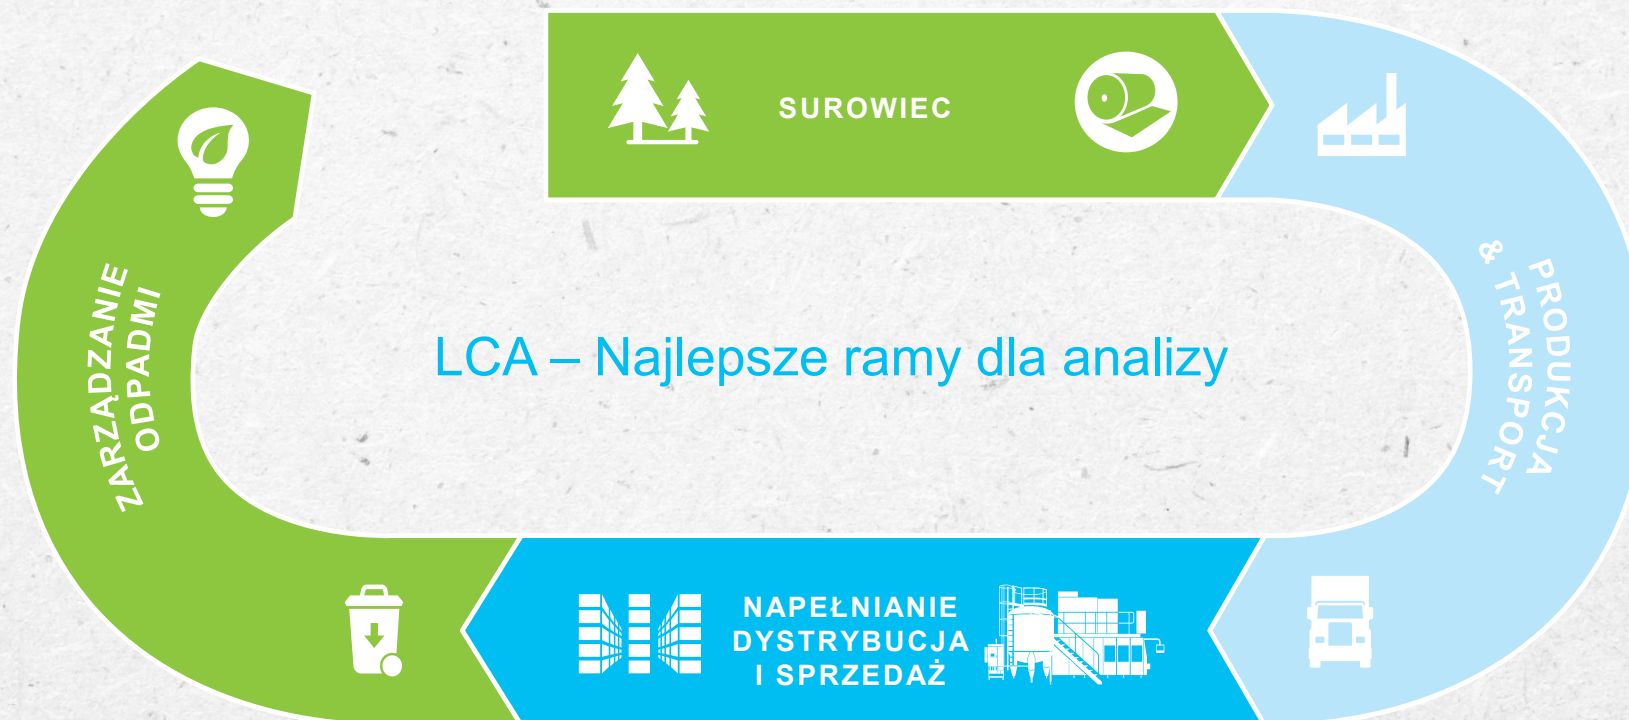 SUROWIEC
PRODUKCJA
& TRANSPORT
LCA – Najlepsze ramy dla analizy
NAPEŁNIANIE
DYSTRYBUCJA
I SPRZEDAŻ
ZARZĄDZANIE
ODPADMI